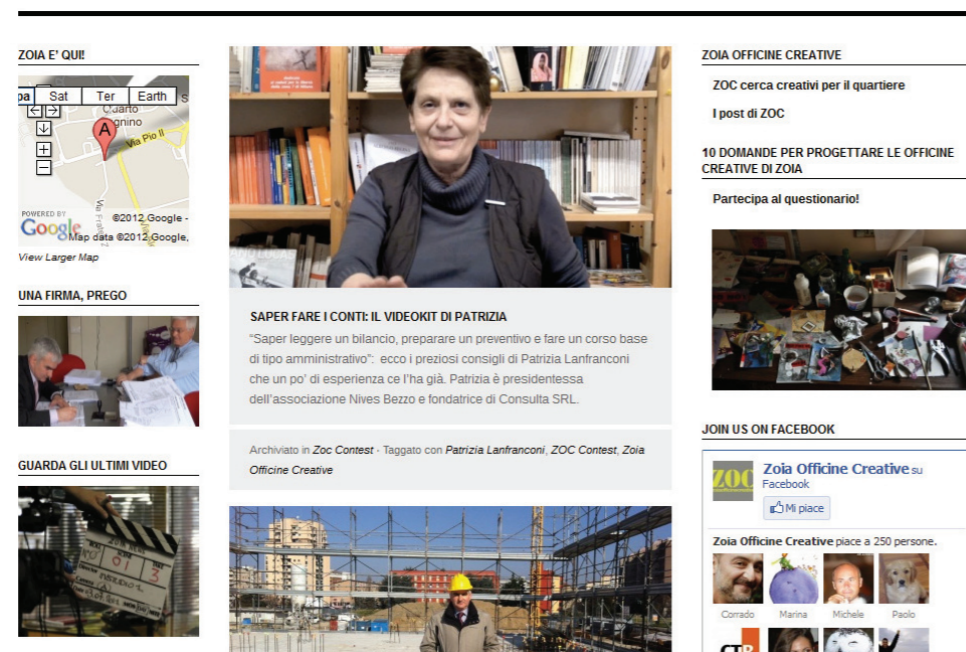 ZOIA E' QUI!
pa Sat Ter Earth S
Quarto
gnino
A
Via Pio II
POWERED BY
Google
©2012 Google -
Map data ©2012 Google,
View Larger Map
UNA FIRMA, PREGO
GUARDA GLI ULTIMI VIDEO
01 3
SAPER FARE I CONTI: IL VIDEOKIT DI PATRIZIA
“Saper leggere un bilancio, preparare un preventivo e fare un corso base
di tipo amministrativo”: ecco i preziosi consigli di Patrizia Lanfranconi
che un po' di esperienza ce l'ha già. Patrizia è presidentessa
dell'associazione Nives Bezzo e fondatrice di Consulta SRL.
Archiviato in Zoc Contest - Taggato con Patrizia Lanfranconi, ZOC Contest, Zoia
Officine Creative
ZOIA OFFICINE CREATIVE
ZOC cerca creativi per il quartiere
I post di ZOC
10 DOMANDE PER PROGETTARE LE OFFICINE
CREATIVE DI ZOIA
Partecipa al questionario!
JOIN US ON FACEBOOK
ZOC
Zoia Officine Creative su
Facebook
Mi piace
Zoia Officine Creative piace a 250 persone.
Corrado Marina Michele Paolo